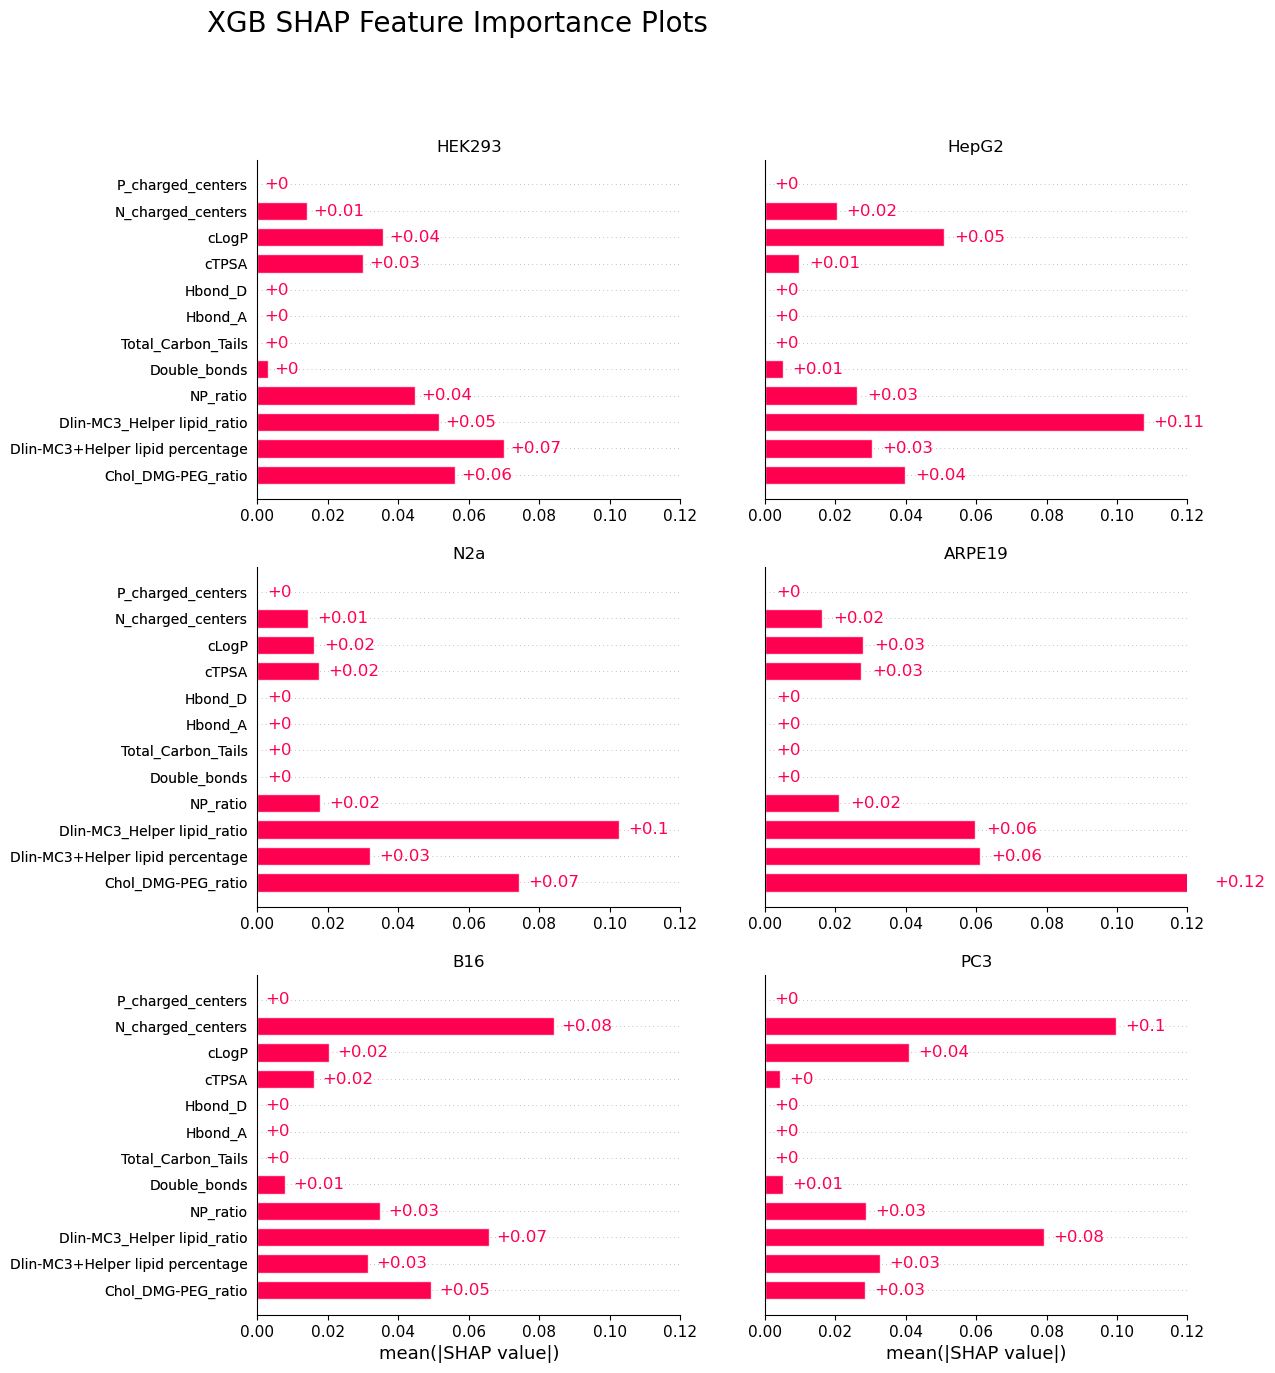 XGB SHAP Feature Importance Plots
HEK293
P_charged_centers +0
N_charged_centers +0.01
cLogP +0.04
cTPSA +0.03
Hbond_D +0
Hbond_A +0
Total_Carbon_Tails +0
Double_bonds +0
NP_ratio +0.04
Dlin-MC3_Helper lipid_ratio +0.05
Dlin-MC3+Helper lipid percentage +0.07
Chol_DMG-PEG_ratio +0.06
0.00 0.02 0.04 0.06 0.08 0.10 0.12
HepG2
+0
+0.02
+0.05
+0.01
+0
+0
+0
+0.01
+0.03
+0.11
+0.03
+0.04
0.00 0.02 0.04 0.06 0.08 0.10 0.12
N2a
P_charged_centers +0
N_charged_centers +0.01
cLogP +0.02
cTPSA +0.02
Hbond_D +0
Hbond_A +0
Total_Carbon_Tails +0
Double_bonds +0
NP_ratio +0.02
Dlin-MC3_Helper lipid_ratio +0.1
Dlin-MC3+Helper lipid percentage +0.03
Chol_DMG-PEG_ratio +0.07
0.00 0.02 0.04 0.06 0.08 0.10 0.12
ARPE19
+0
+0.02
+0.03
+0.03
+0
+0
+0
+0
+0.02
+0.06
+0.06
+0.12
0.00 0.02 0.04 0.06 0.08 0.10 0.12
B16
P_charged_centers +0
N_charged_centers +0.08
cLogP +0.02
cTPSA +0.02
Hbond_D +0
Hbond_A +0
Total_Carbon_Tails +0
Double_bonds +0.01
NP_ratio +0.03
Dlin-MC3_Helper lipid_ratio +0.07
Dlin-MC3+Helper lipid percentage +0.03
Chol_DMG-PEG_ratio +0.05
0.00 0.02 0.04 0.06 0.08 0.10 0.12
mean(|SHAP value|)
PC3
+0
+0.1
+0.04
+0
+0
+0
+0
+0.01
+0.03
+0.08
+0.03
+0.03
0.00 0.02 0.04 0.06 0.08 0.10 0.12
mean(|SHAP value|)